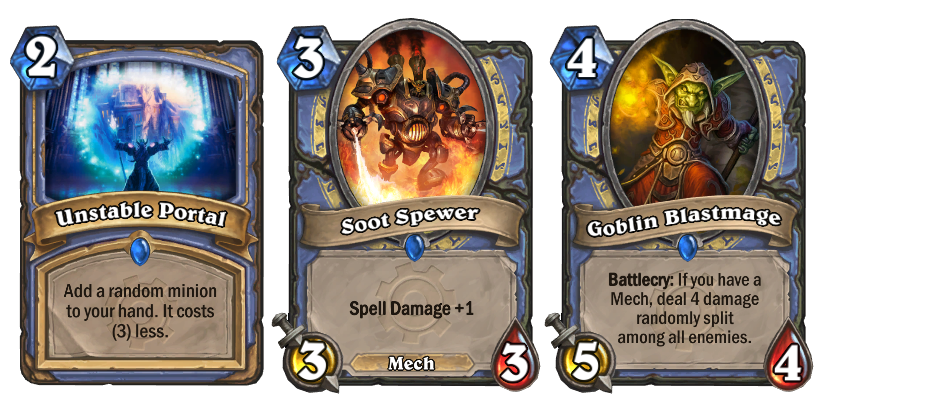 2
Unstable Portal
Add a random minion
to your hand. It costs
(3) less.
3
Soot Spewer
Spell Damage +1
3
Mech
3
4
Goblin Blastmage
Battlecry: If you have a
Mech, deal 4 damage
randomly split
among all enemies.
5
4